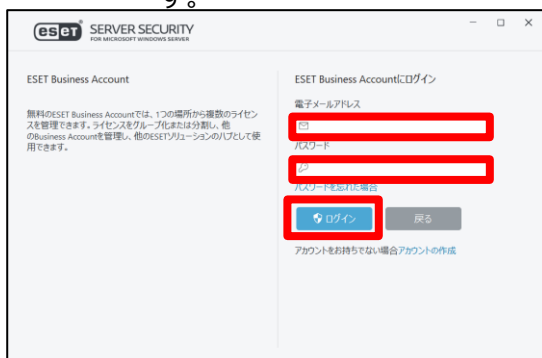 す。
eset SERVER SECURITY
FOR MICROSOFT WINDOWS SERVER
ESET Business Account
無料のESET Business Accountでは、1つの場所から複数のライセン
スを管理できます。ライセンスをグループ化または分割し、他
のBusiness Accountを管理し、他のESETソリューションのハブとして使
用できます。
ESET Business Accountにログイン
電子メールアドレス
パスワード
パスワードを忘れた場合
ログイン
戻る
アカウントをお持ちでない場合アカウントの作成